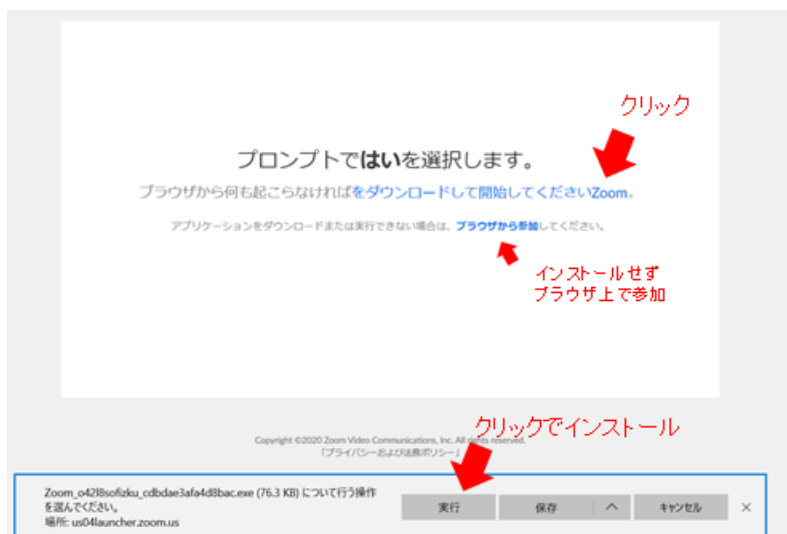 クリック
プロンプトではいを選択します。
ブラウザから何も起こらなければをダウンロードして開始してくださいZoom。
アプリケーションをダウンロードまたは実行できない場合は、ブラウザから参加してください。
インストールせず
ブラウザ上で参加
クリックでインストール
Copyright ©2020 Zoom Video Communications, Inc. All rights reserved.
「プライバシーおよび法務ポリシー」
Zoom_o42l8sofizku_cdbdae3afa4d8bac.exe (76.3 KB) について行う操作
を選んでください。
場所: us04launcher.zoom.us
実行
保存
キャンセル